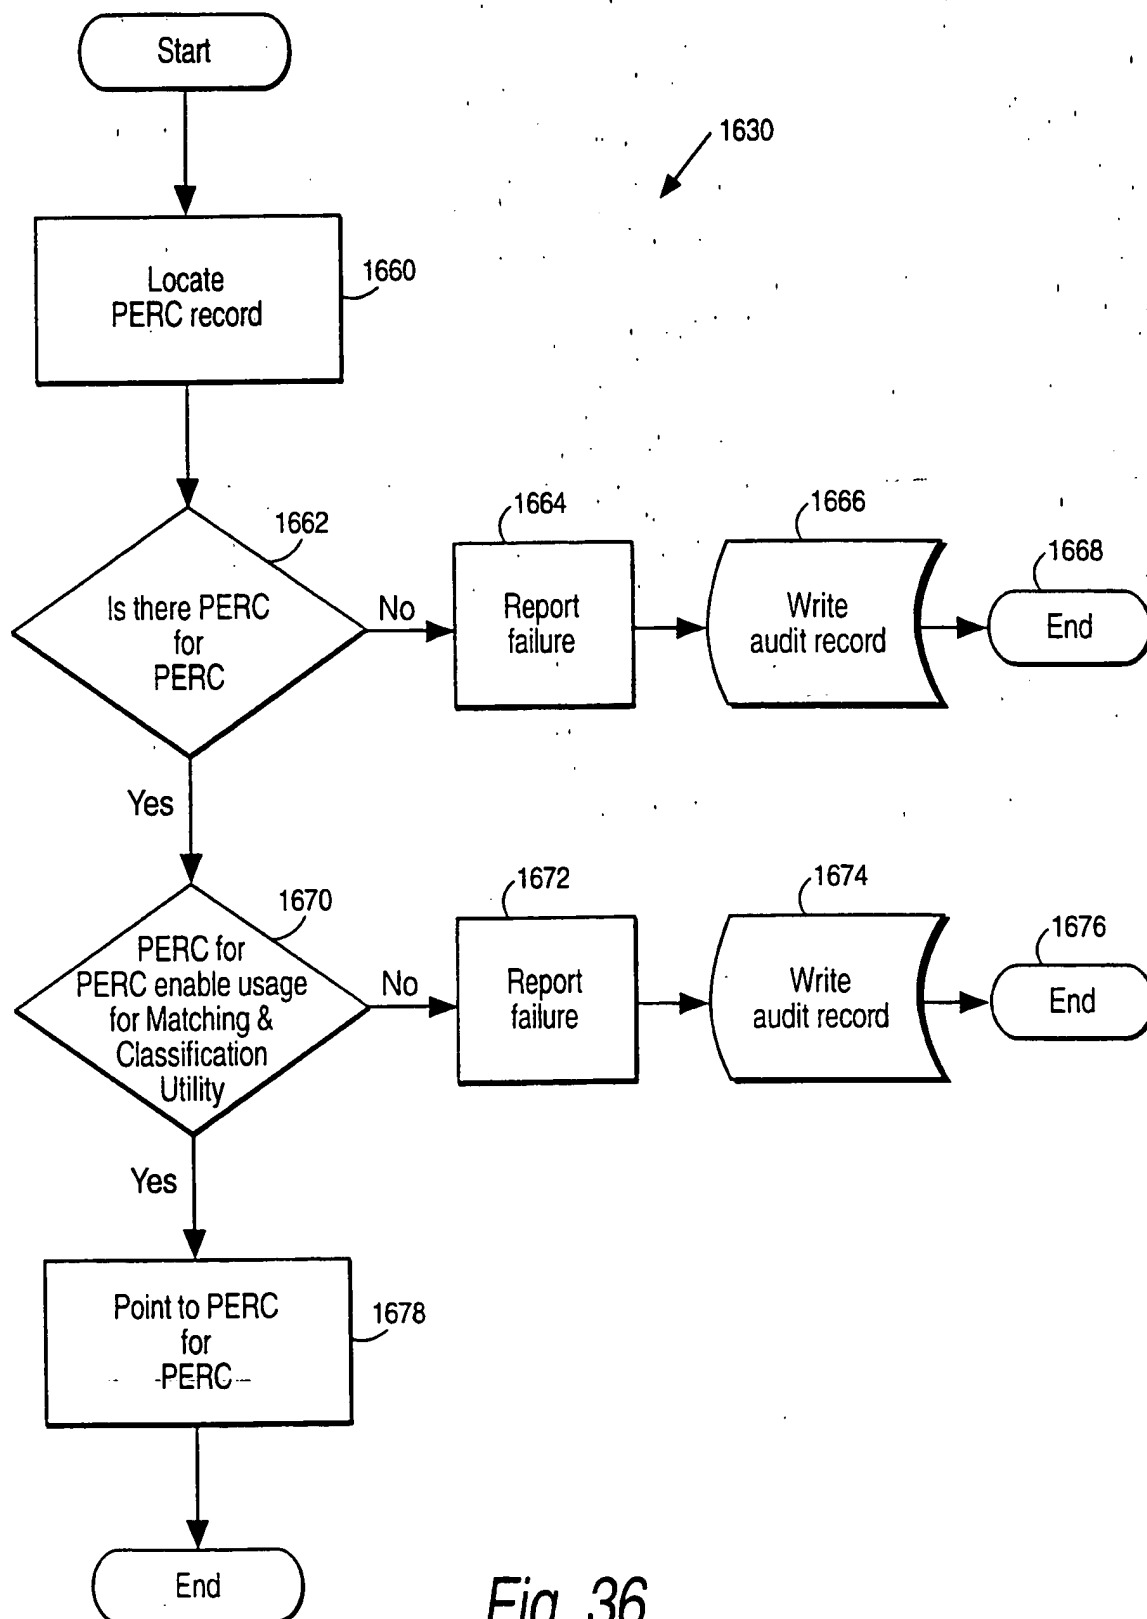 Start
1630
Locate
PERC record
1660
1662
Is there PERC
for
PERC
No
1664
Report
failure
1666
Write
audit record
1668
End
Yes
1670
PERC for
PERC enable usage
for Matching &
Classification
Utility
No
1672
Report
failure
1674
Write
audit record
1676
End
Yes
Point to PERC
for
PERC
1678
End
Fig. 36